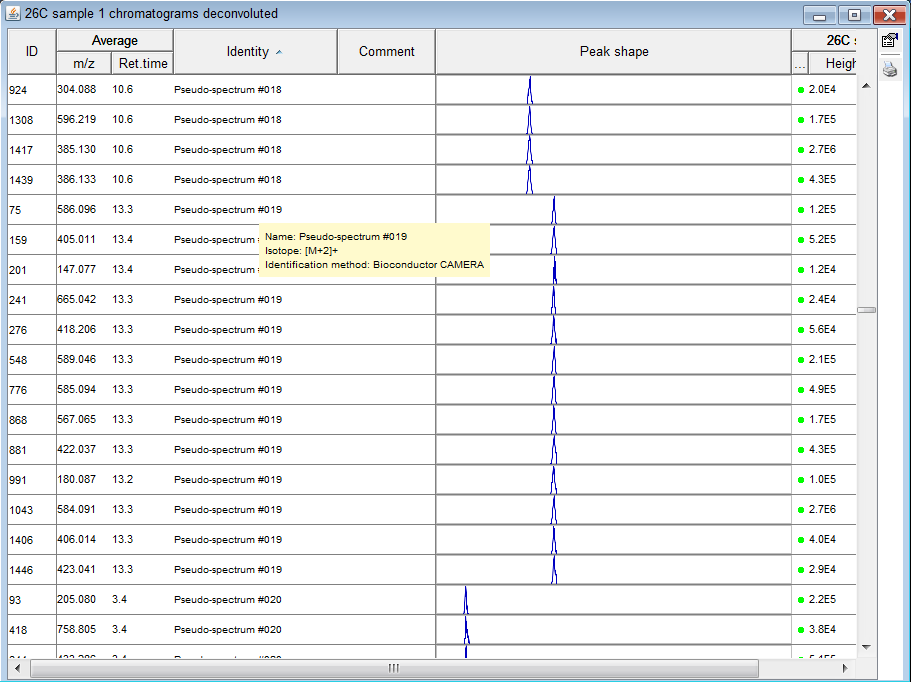 26C sample 1 chromatograms deconvoluted
ID Average Identity Comment Peak shape 26C
m/z Ret.time ... Heigh
924 304.088 10.6 Pseudo-spectrum #018 2.0E4
1308 596.219 10.6 Pseudo-spectrum #018 1.7E5
1417 385.130 10.6 Pseudo-spectrum #018 2.7E6
1439 386.133 10.6 Pseudo-spectrum #018 4.3E5
75 586.096 13.3 Pseudo-spectrum #019 1.2E5
159 405.011 13.4 Pseudo-spectrum 5.2E5
201 147.077 13.4 Pseudo-spectrum 1.2E4
Name: Pseudo-spectrum #019
Isotope: [M+2]+
Identification method: Bioconductor CAMERA
241 665.042 13.3 Pseudo-spectrum #019 2.4E4
276 418.206 13.3 Pseudo-spectrum #019 5.6E4
548 589.046 13.3 Pseudo-spectrum #019 2.1E5
776 585.094 13.3 Pseudo-spectrum #019 4.9E5
868 567.065 13.3 Pseudo-spectrum #019 1.7E5
881 422.037 13.3 Pseudo-spectrum #019 4.3E5
991 180.087 13.2 Pseudo-spectrum #019 1.0E5
1043 584.091 13.3 Pseudo-spectrum #019 2.7E6
1406 406.014 13.3 Pseudo-spectrum #019 4.0E4
1446 423.041 13.3 Pseudo-spectrum #019 2.9E4
93 205.080 3.4 Pseudo-spectrum #020 2.2E5
418 758.805 3.4 Pseudo-spectrum #020 3.8E4